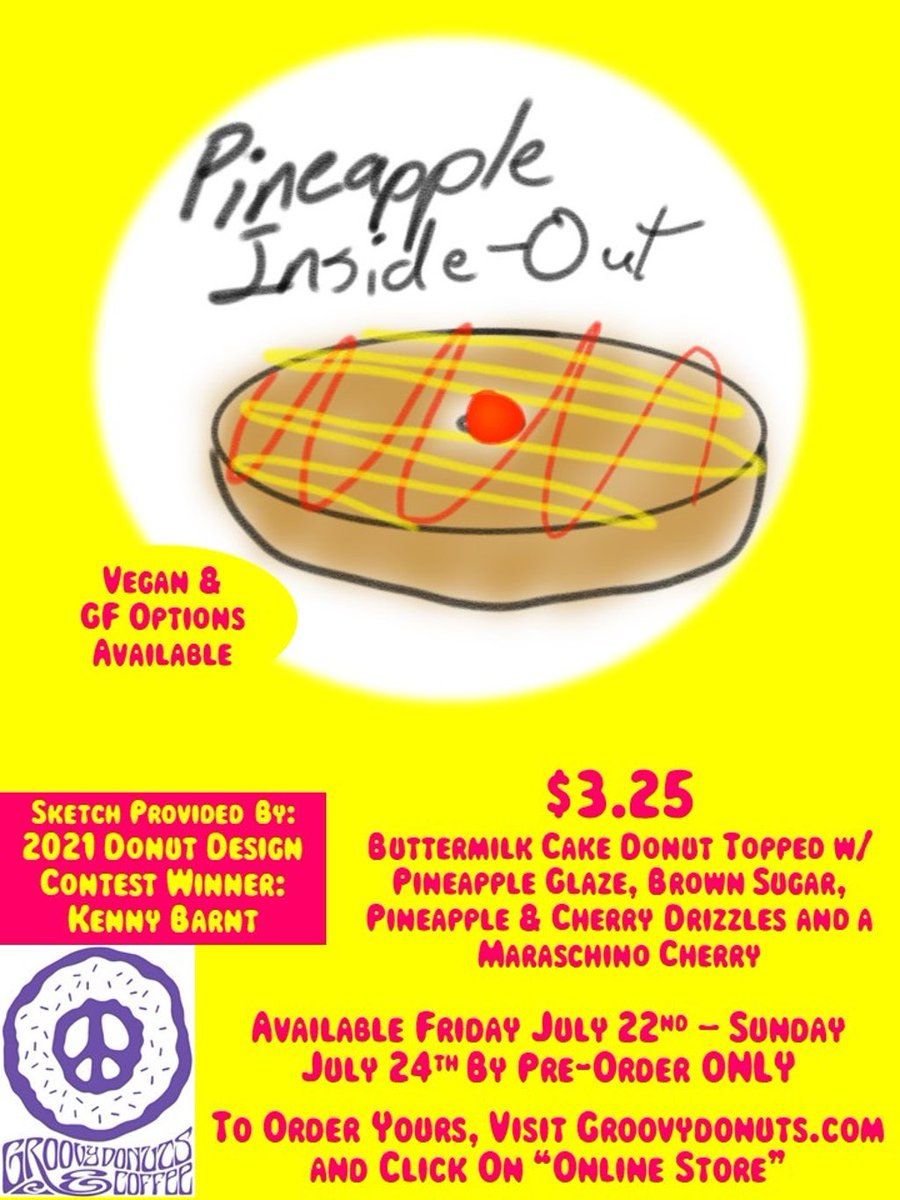 Pineapple
Inside-Out
Vegan &
GF Options
Available
Sketch Provided By:
2021 Donut Design
Contest Winner:
Kenny Barnt
$3.25
Buttermilk Cake Donut Topped w/
Pineapple Glaze, Brown Sugar,
Pineapple & Cherry Drizzles and a
Maraschino Cherry
Available Friday July 22nd – Sunday
July 24th By Pre-Order ONLY
To Order Yours, Visit Groovydonuts.com
and Click On “Online Store”
Groovy Donuts
& Coffee